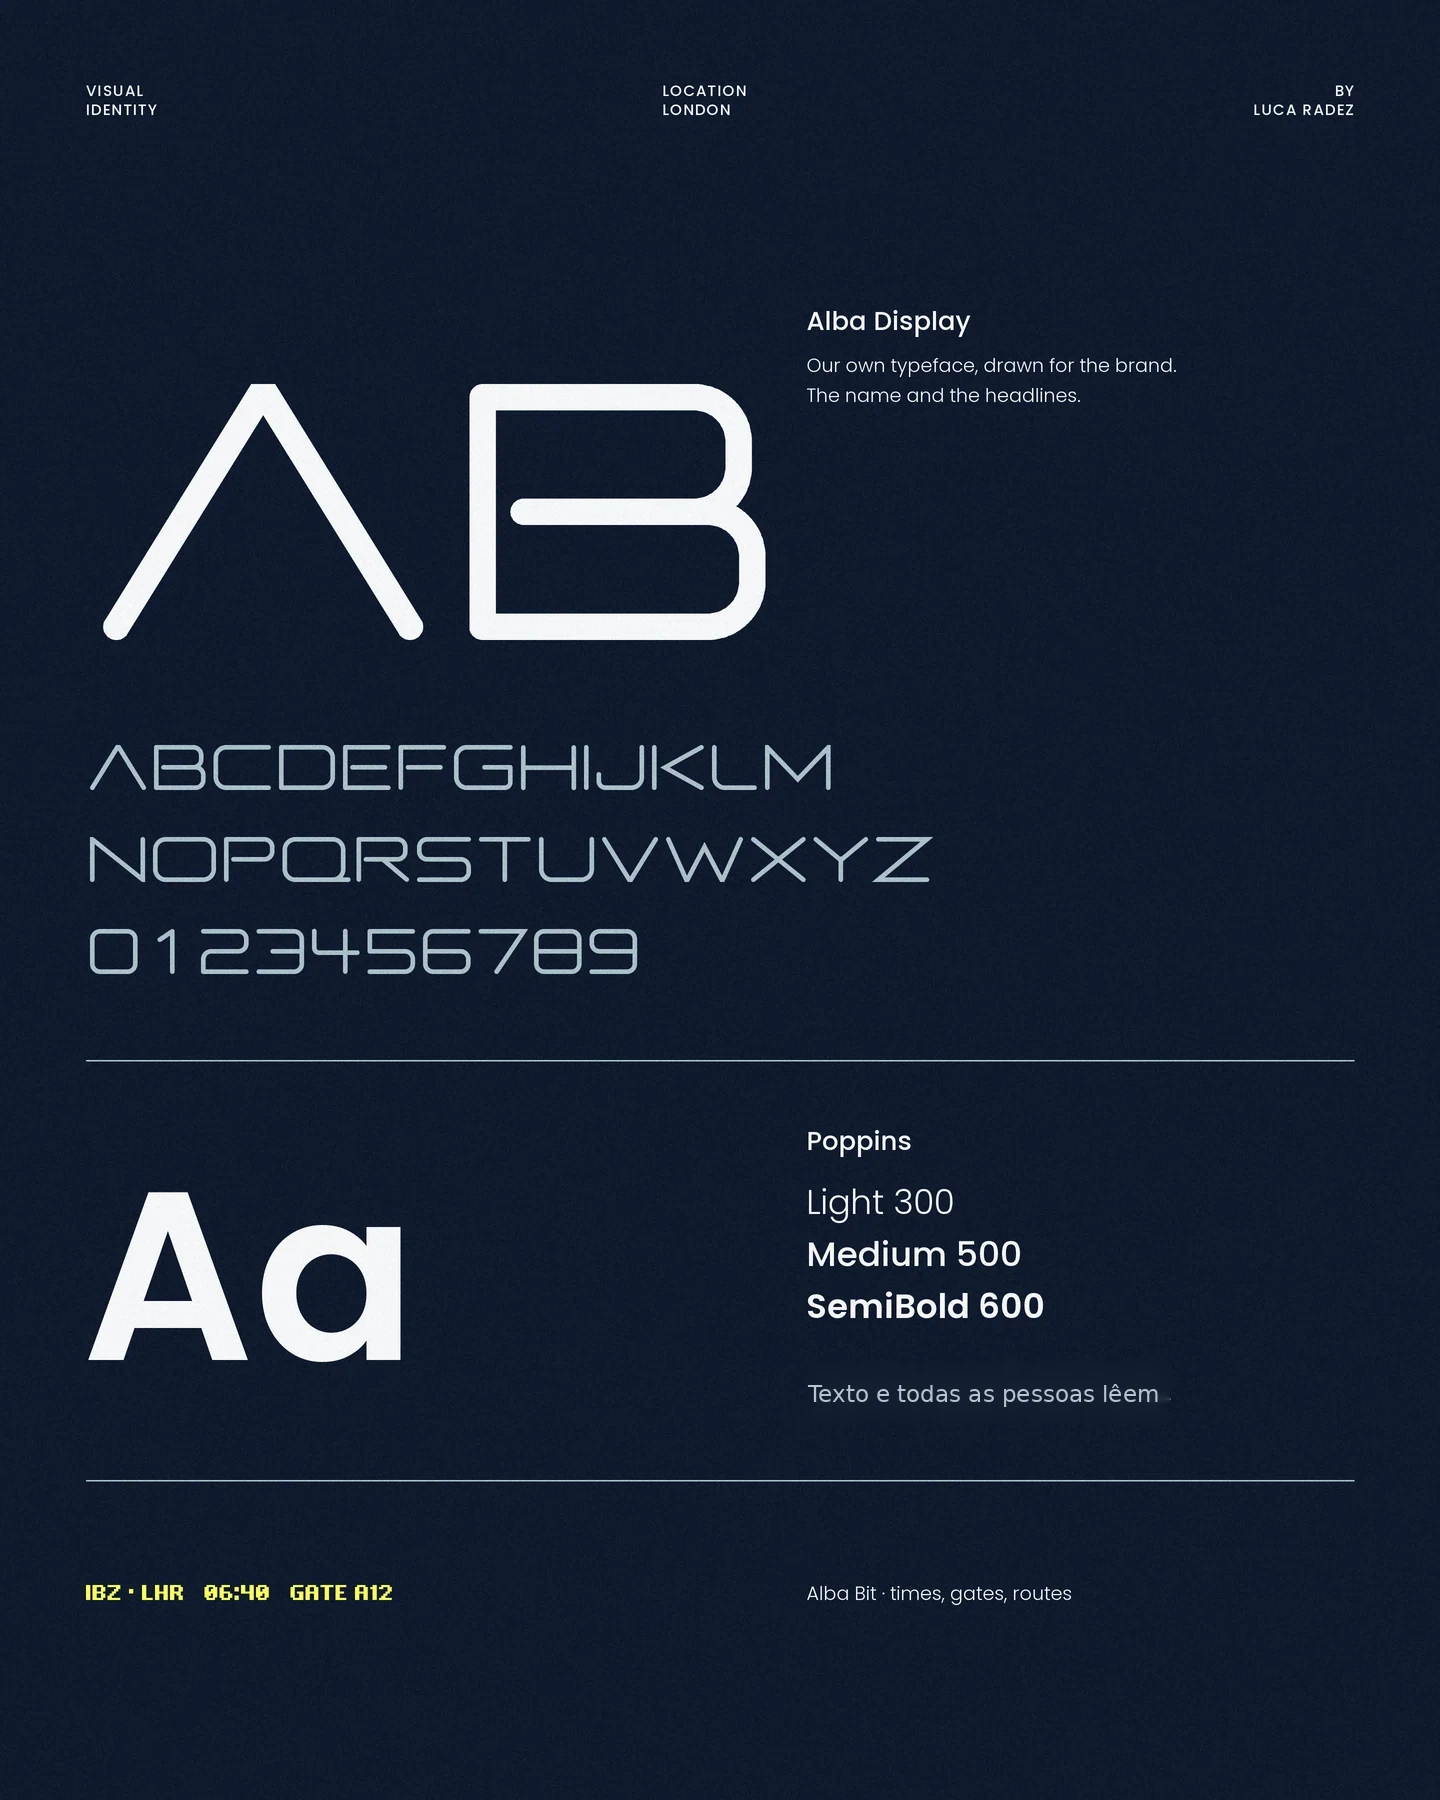 VISUAL
IDENTITY
LOCATION
LONDON
BY
LUCA RADEZ
Alba Display
Our own typeface, drawn for the brand.
The name and the headlines.
AB
ABCDEFGHIJKLM
NOPQRSTUVWXYZ
0123456789
Poppins
Aa
Light 300
Medium 500
SemiBold 600
Texto e todas as pessoas lêem
IBZ · LHR 06:40 GATE A12
Alba Bit · times, gates, routes